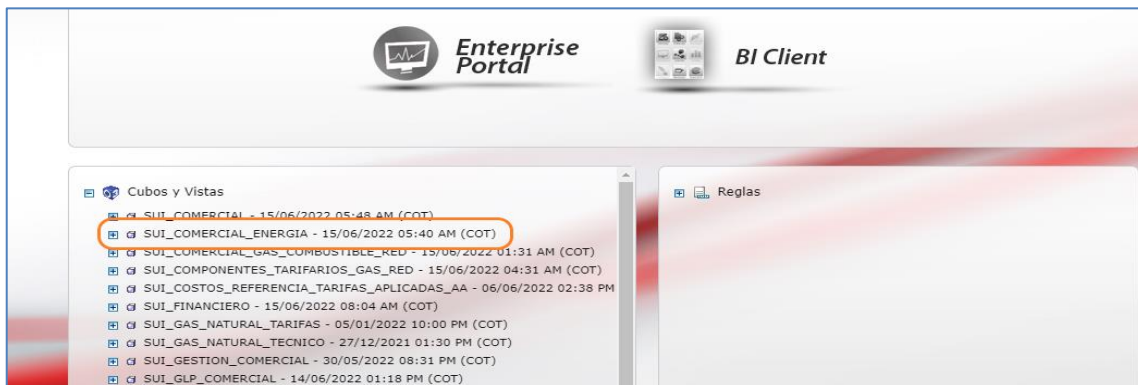 Enterprise
Portal
BI Client
Cubos y Vistas
SUI_COMERCIAL - 15/06/2022 05:48 AM (COT)
SUI_COMERCIAL_ENERGIA - 15/06/2022 05:40 AM (COT)
SUI_COMERCIAL_GAS_COMBUSTIBLE_RED - 15/06/2022 01:31 AM (COT)
SUI_COMPONENTES_TARIFARIOS_GAS_RED - 15/06/2022 04:31 AM (COT)
SUI_COSTOS_REFERENCIA_TARIFAS_APLICADAS_AA - 06/06/2022 02:38 PM
SUI_FINANCIERO - 15/06/2022 08:04 AM (COT)
SUI_GAS_NATURAL_TARIFAS - 05/01/2022 10:00 PM (COT)
SUI_GAS_NATURAL_TECNICO - 27/12/2021 01:30 PM (COT)
SUI_GESTION_COMERCIAL - 30/05/2022 08:31 PM (COT)
SUI_GLP_COMERCIAL - 14/06/2022 01:18 PM (COT)
Reglas